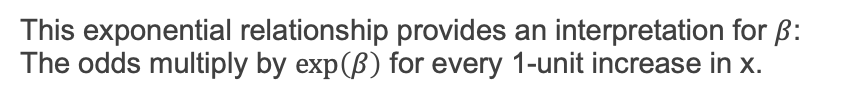 This exponential relationship provides an interpretation for β:
The odds multiply by exp(β) for every 1-unit increase in x.